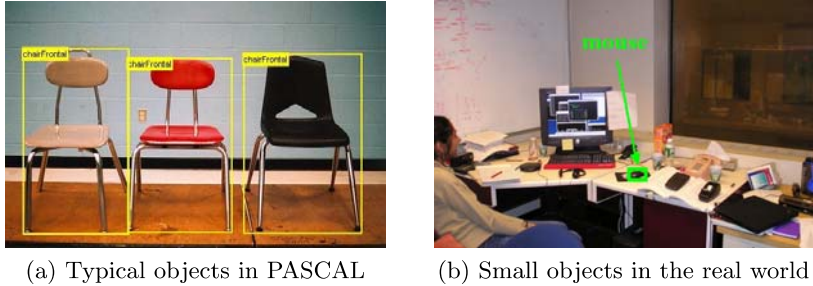 chairFrontal
chairFrontal
chairFrontal
mouse
(a) Typical objects in PASCAL
(b) Small objects in the real world